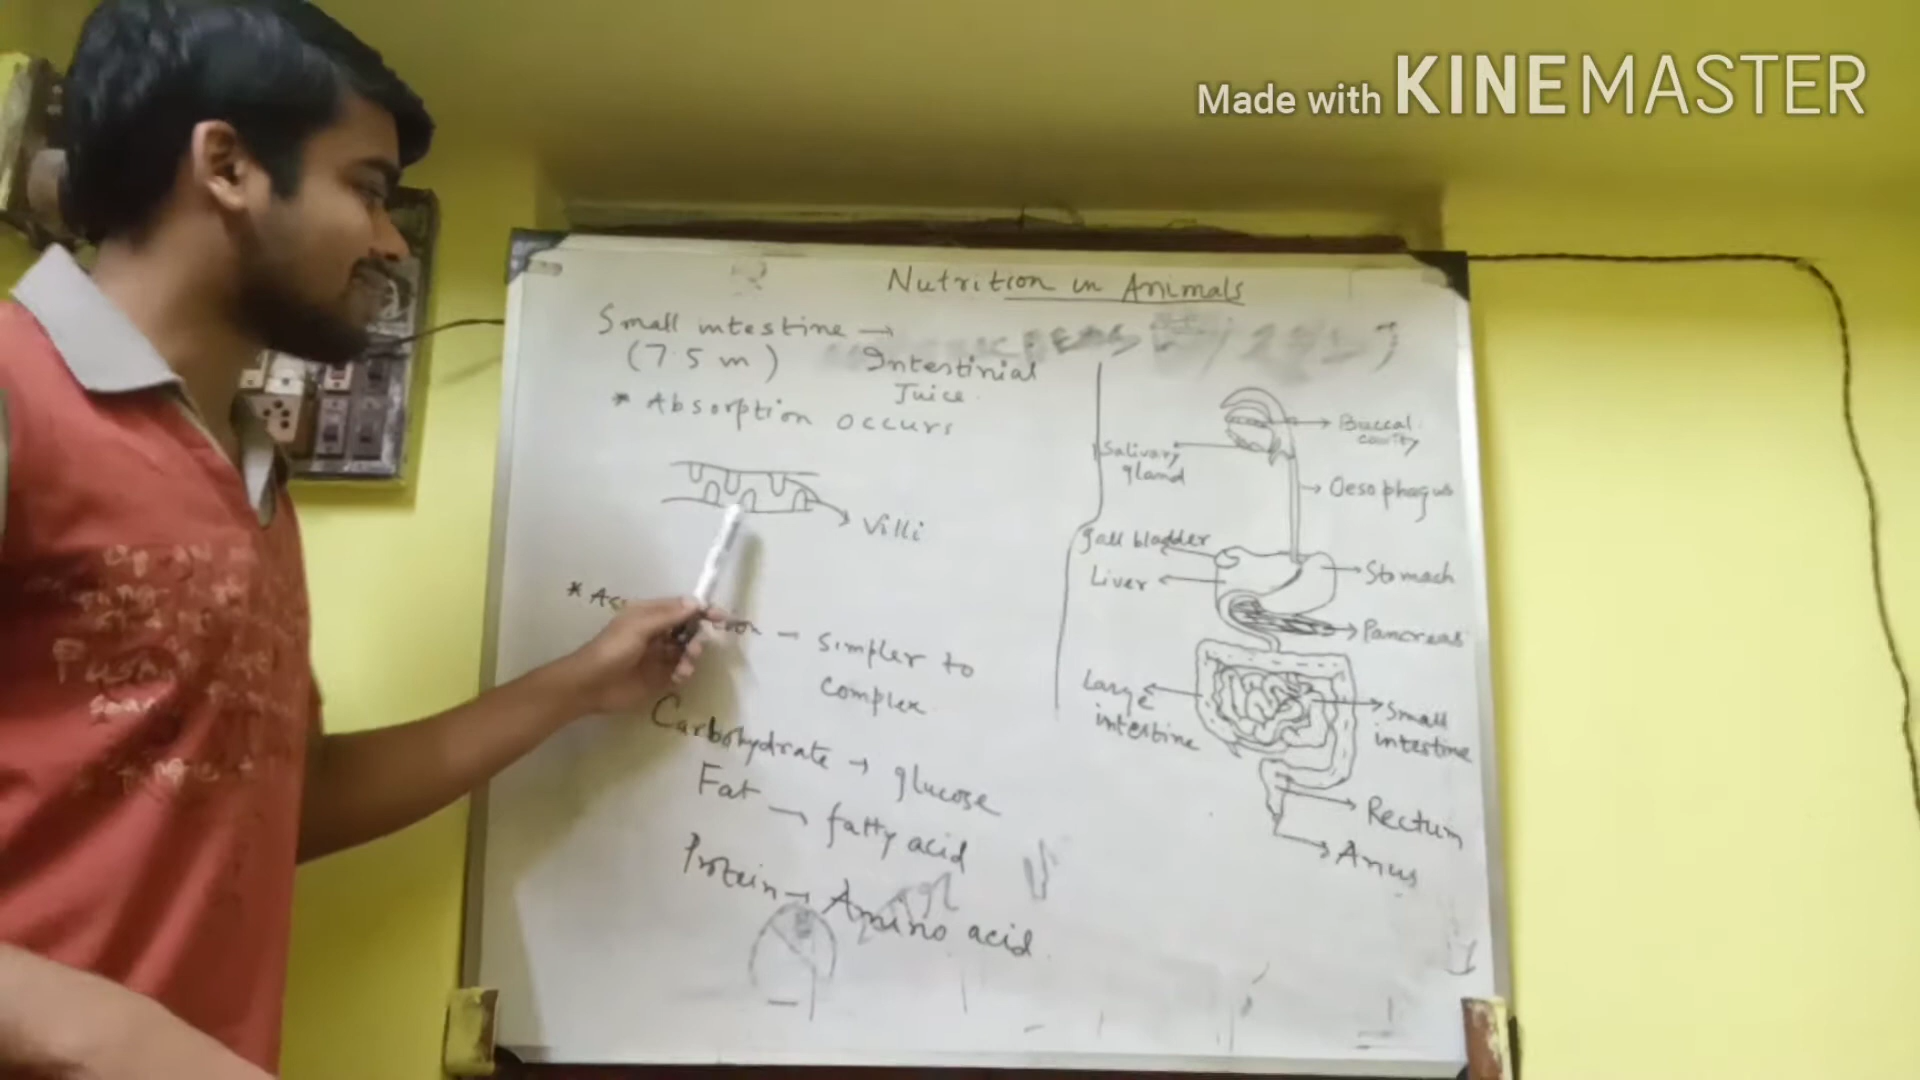 Made with KINEMASTER
Nutrition in Animals
Small intestine →
(7.5 m)
Intestinial
Juice
* Absorption occurs
Villi
simpler to
complex
Carbohydrate → glucose
Fat → fatty acid
Protein → Amino acid
Buccal
cavity
Salivary
gland
Oesophagus
gall bladder
Liver
Stomach
Pancreas
Large
intestine
Small
intestine
Rectum
Anus